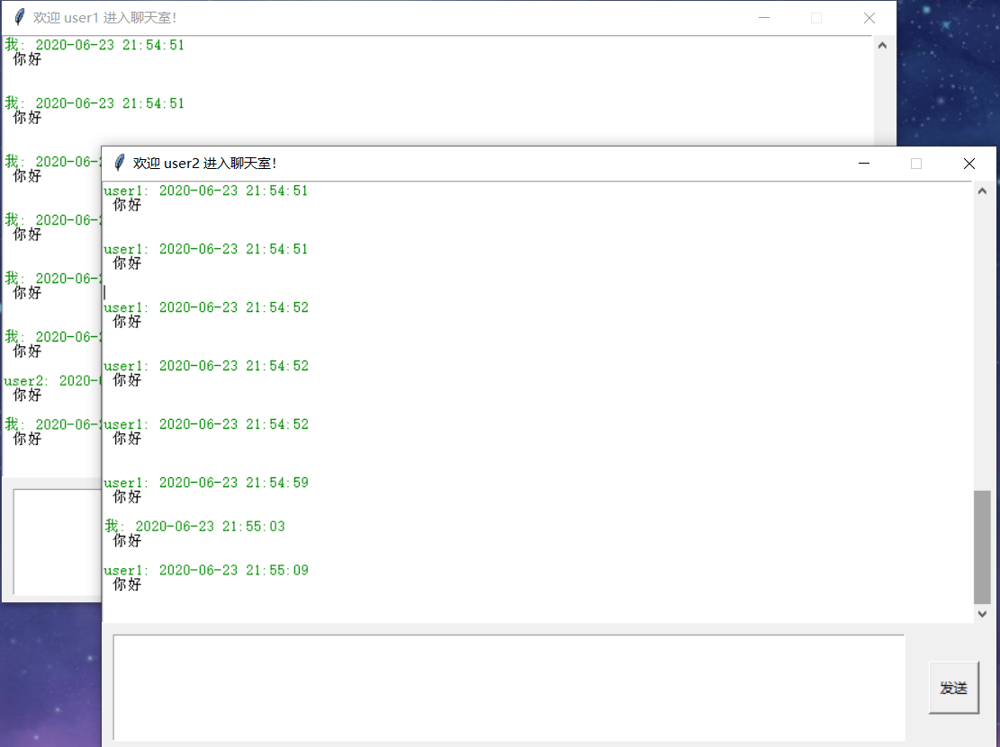 欢迎 user1 进入聊天室!
我: 2020-06-23 21:54:51
你好
我: 2020-06-23 21:54:51
你好
我: 2020-06-2
你好
我: 2020-06-2
你好
我: 2020-06-2
你好
我: 2020-06-2
你好
user2: 2020-0
你好
我: 2020-06-2
你好
欢迎 user2 进入聊天室!
user1: 2020-06-23 21:54:51
你好
user1: 2020-06-23 21:54:51
你好
user1: 2020-06-23 21:54:52
你好
user1: 2020-06-23 21:54:52
你好
user1: 2020-06-23 21:54:52
你好
user1: 2020-06-23 21:54:59
你好
我: 2020-06-23 21:55:03
你好
user1: 2020-06-23 21:55:09
你好
发送